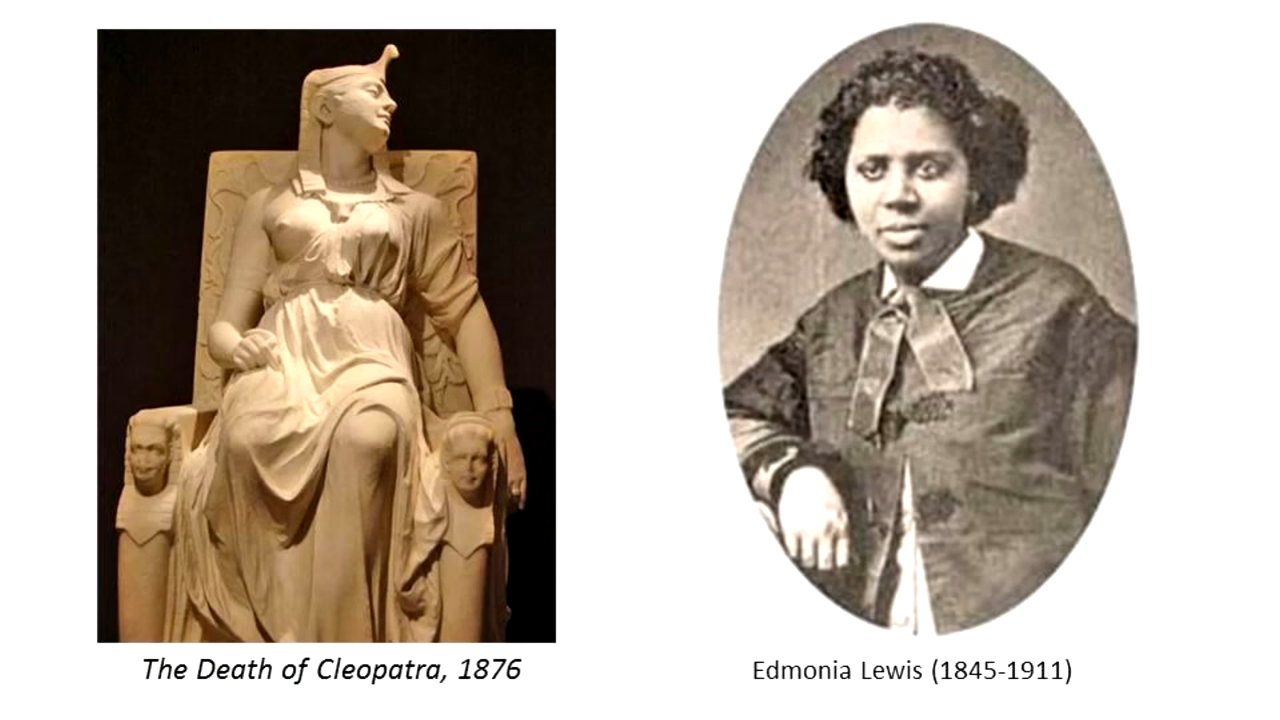 The Death of Cleopatra, 1876
Edmonia Lewis (1845-1911)